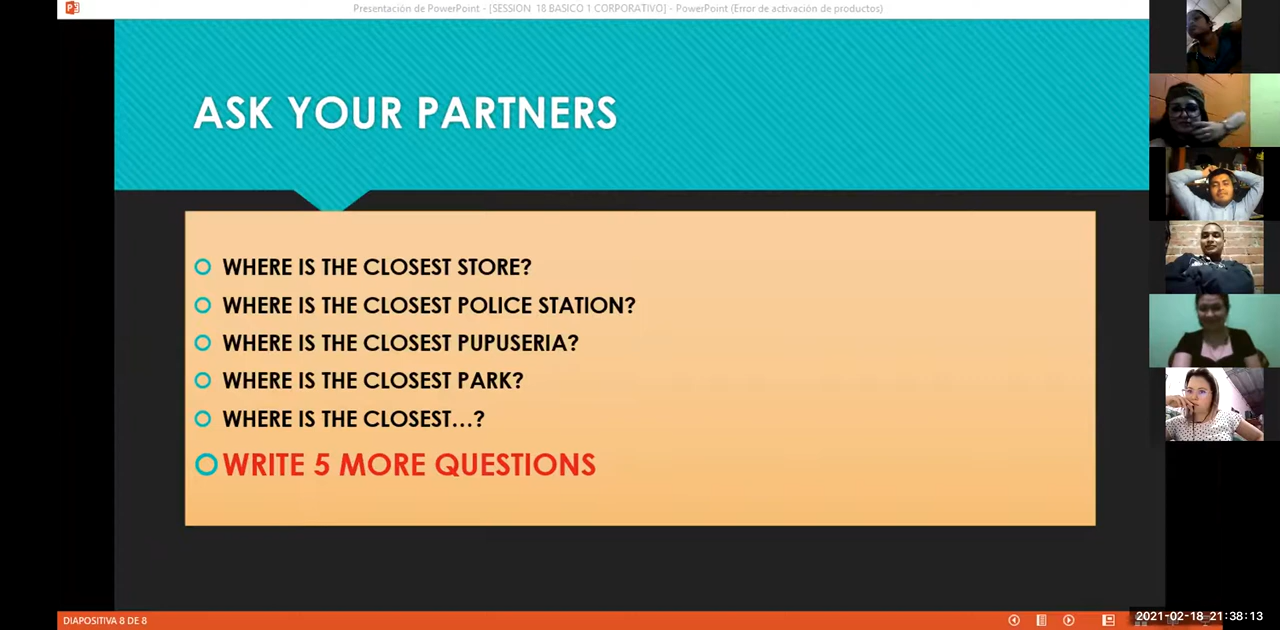 Presentación de PowerPoint - [SESSION 18 BASICO 1 CORPORATIVO] - PowerPoint (Error de activación de productos)
ASK YOUR PARTNERS
WHERE IS THE CLOSEST STORE?
WHERE IS THE CLOSEST POLICE STATION?
WHERE IS THE CLOSEST PUPUSERIA?
WHERE IS THE CLOSEST PARK?
WHERE IS THE CLOSEST...?
WRITE 5 MORE QUESTIONS
DIAPOSITIVA 8 DE 8
2021-02-18 21:38:13